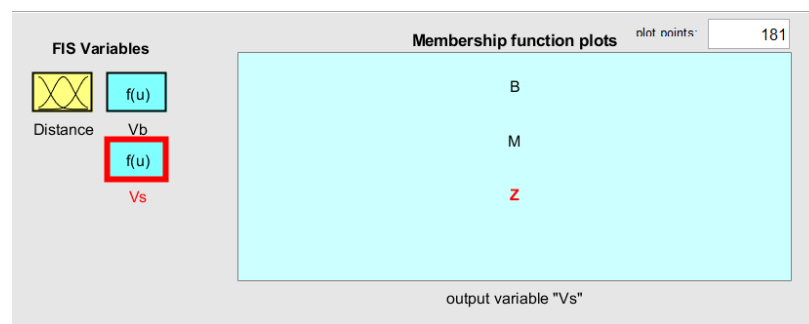 FIS Variables
f(u)
Distance
Vb
f(u)
Vs
Membership function plots
plot points:
181
B
M
Z
output variable "Vs"